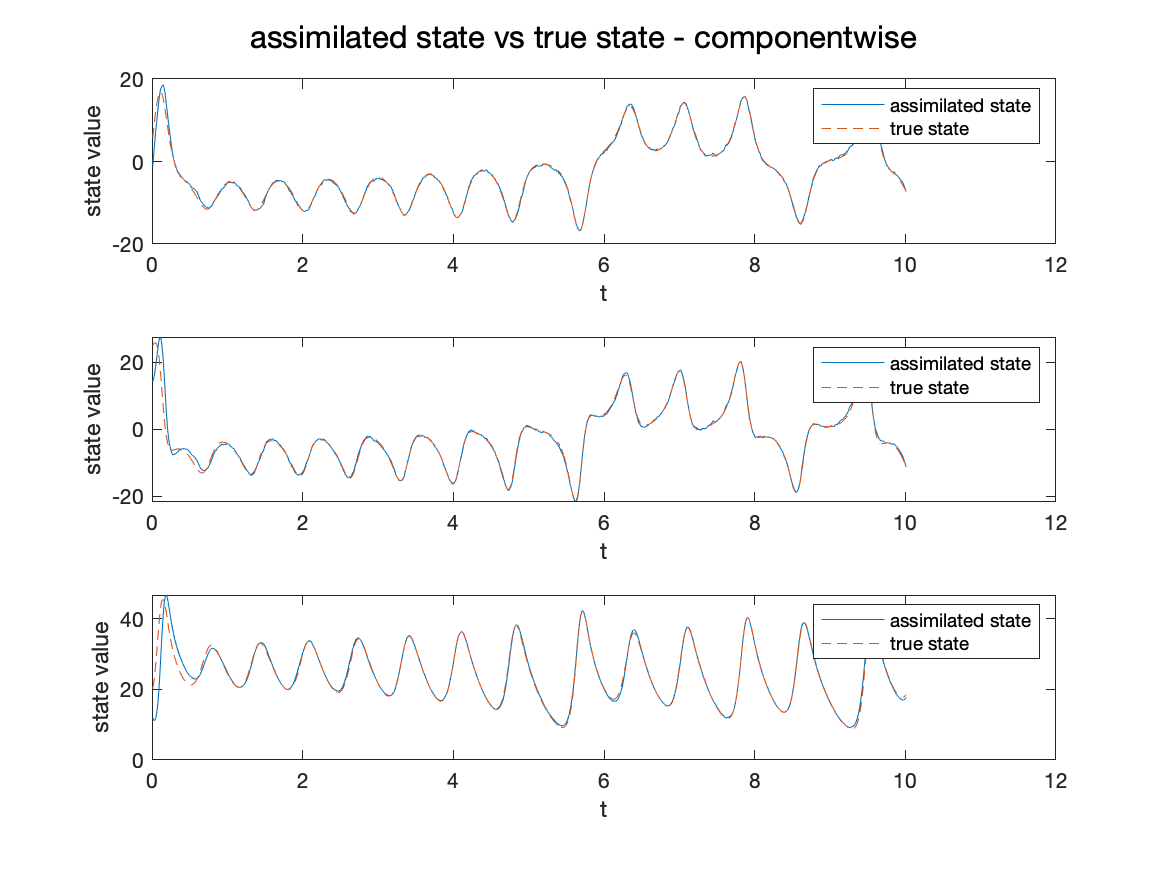 assimilated state vs true state - componentwise
20
0
-20
state value
assimilated state
true state
0 2 4 6 8 10 12
t
20
0
-20
state value
assimilated state
true state
0 2 4 6 8 10 12
t
40
20
0
state value
assimilated state
true state
0 2 4 6 8 10 12
t